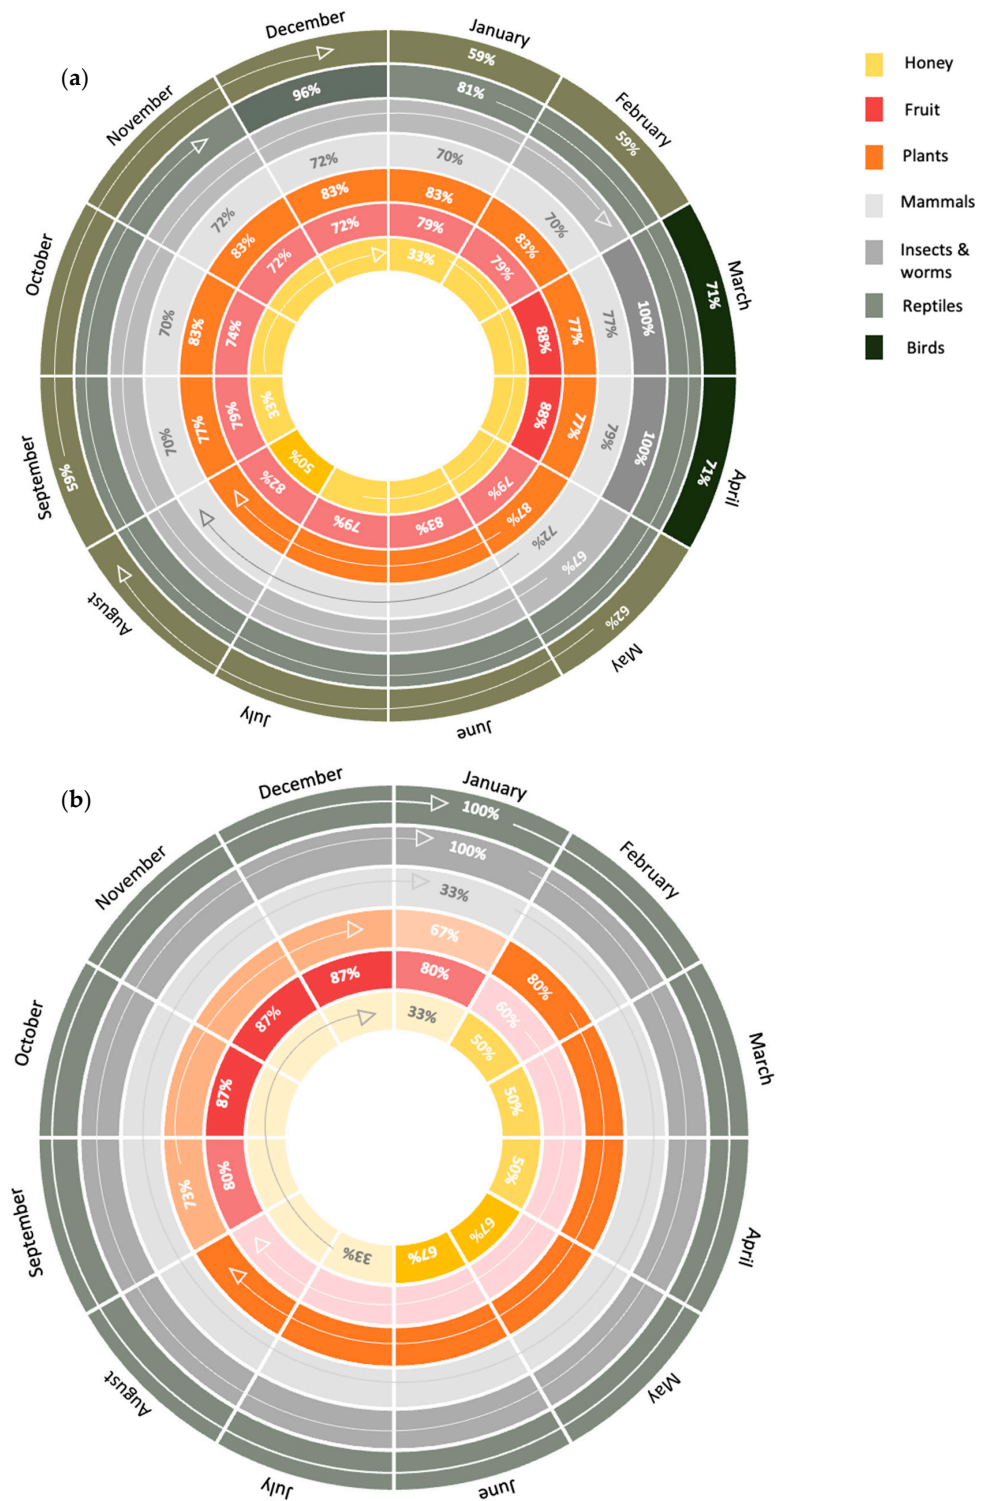 (a)
December
January
February
March
April
May
June
July
August
September
October
November
59%
59%
71%
71%
62%
59%
81%
96%
100%
100%
67%
70%
70%
77%
79%
72%
70%
70%
72%
72%
83%
83%
77%
77%
87%
77%
83%
83%
83%
79%
79%
88%
88%
79%
83%
79%
82%
79%
74%
72%
72%
33%
50%
33%
Honey
Fruit
Plants
Mammals
Insects &
worms
Reptiles
Birds
(b)
December
January
February
March
April
May
June
July
August
September
October
November
100%
100%
33%
67%
80%
73%
80%
60%
80%
87%
87%
87%
33%
50%
50%
50%
67%
67%
33%